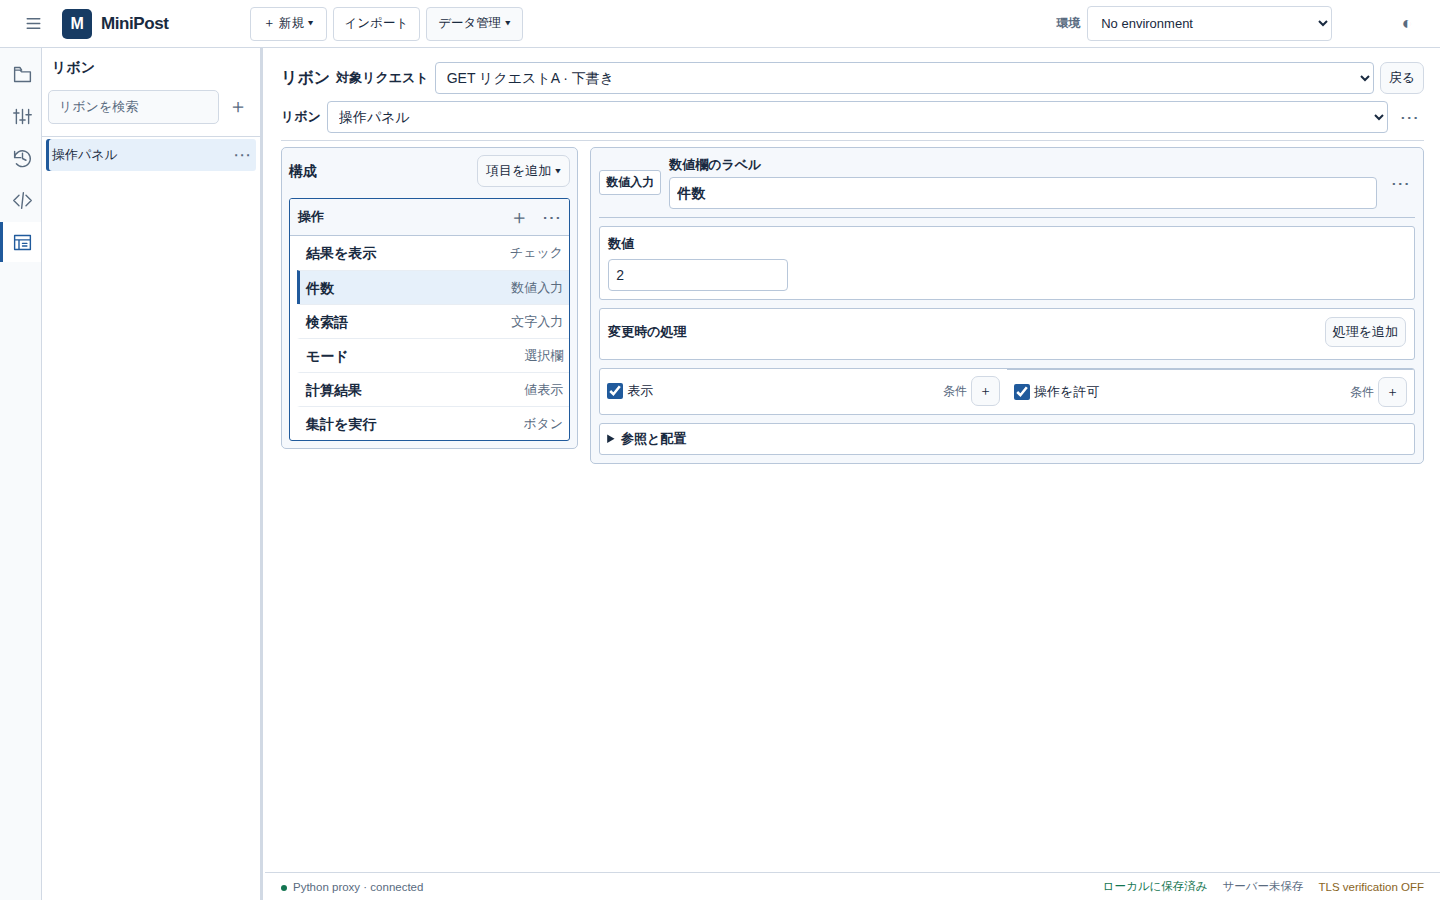 M MiniPost ＋ 新規 ▾ インポート データ管理 ▾ 環境 No environment
リボン
リボンを検索 ＋
操作パネル ···
リボン 対象リクエスト GET リクエストA · 下書き 戻る
リボン 操作パネル ···
構成 項目を追加 ▾
操作 ＋ ···
結果を表示 チェック
件数 数値入力
検索語 文字入力
モード 選択欄
計算結果 値表示
集計を実行 ボタン
数値入力 数値欄のラベル ···
件数
数値
2
変更時の処理 処理を追加
表示 条件 ＋ 操作を許可 条件 ＋
▶ 参照と配置
Python proxy · connected ローカルに保存済み サーバー未保存 TLS verification OFF